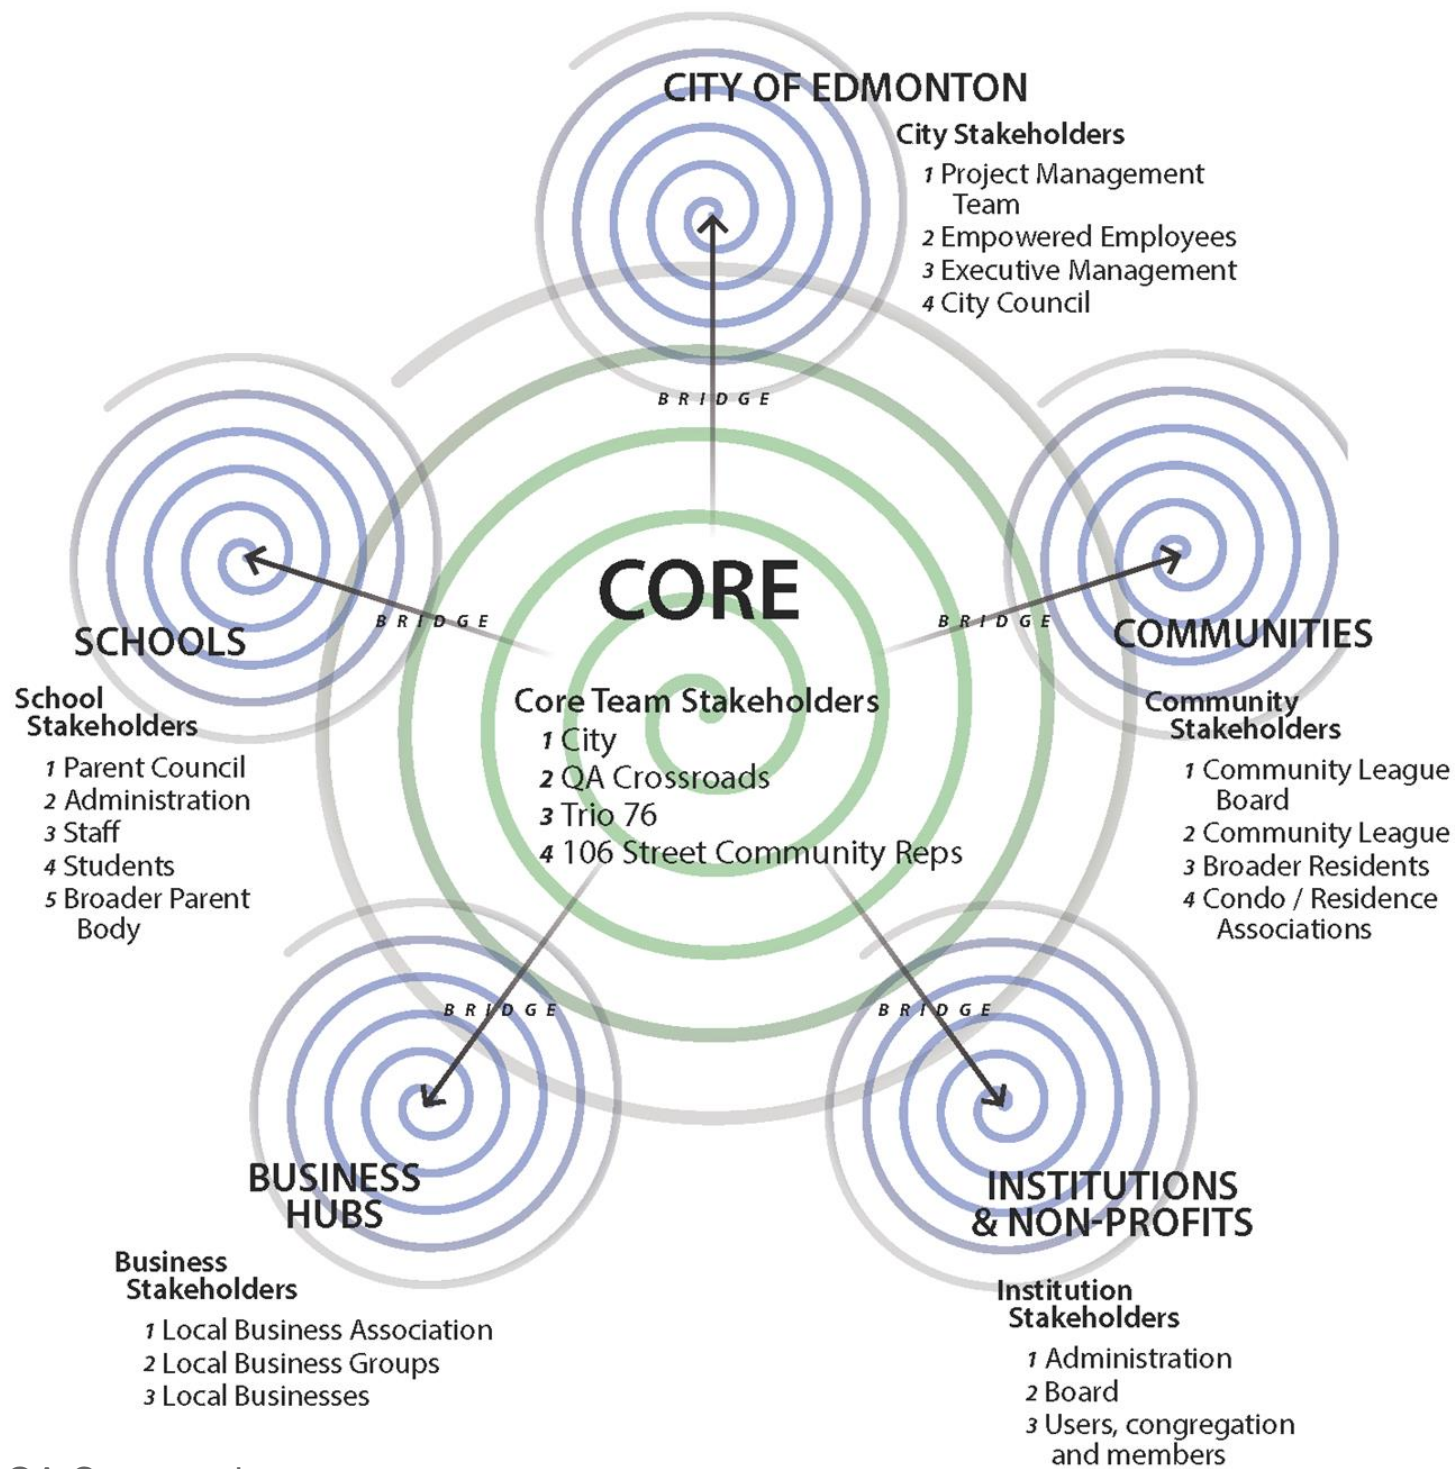 CITY OF EDMONTON
City Stakeholders
1 Project Management
Team
2 Empowered Employees
3 Executive Management
4 City Council
BRIDGE
CORE
Core Team Stakeholders
1 City
2 QA Crossroads
3 Trio 76
4 106 Street Community Reps
BRIDGE
SCHOOLS
School
Stakeholders
1 Parent Council
2 Administration
3 Staff
4 Students
5 Broader Parent
Body
BRIDGE
COMMUNITIES
Community
Stakeholders
1 Community League
Board
2 Community League
3 Broader Residents
4 Condo / Residence
Associations
BRIDGE
BUSINESS
HUBS
Business
Stakeholders
1 Local Business Association
2 Local Business Groups
3 Local Businesses
BRIDGE
INSTITUTIONS
& NON-PROFITS
Institution
Stakeholders
1 Administration
2 Board
3 Users, congregation
and members